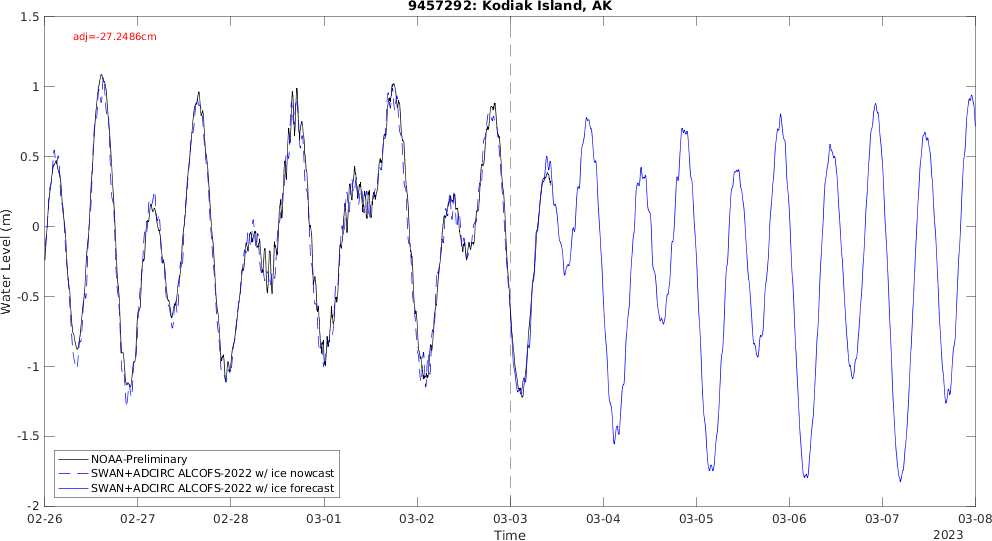 9457292: Kodiak Island, AK
adj=-27.2486cm
Water Level (m)
1.5
1
0.5
0
-0.5
-1
-1.5
-2
NOAA-Preliminary
SWAN+ADCIRC ALCOFS-2022 w/ ice nowcast
SWAN+ADCIRC ALCOFS-2022 w/ ice forecast
02-26 02-27 02-28 03-01 03-02 03-03 03-04 03-05 03-06 03-07 03-08
Time
2023